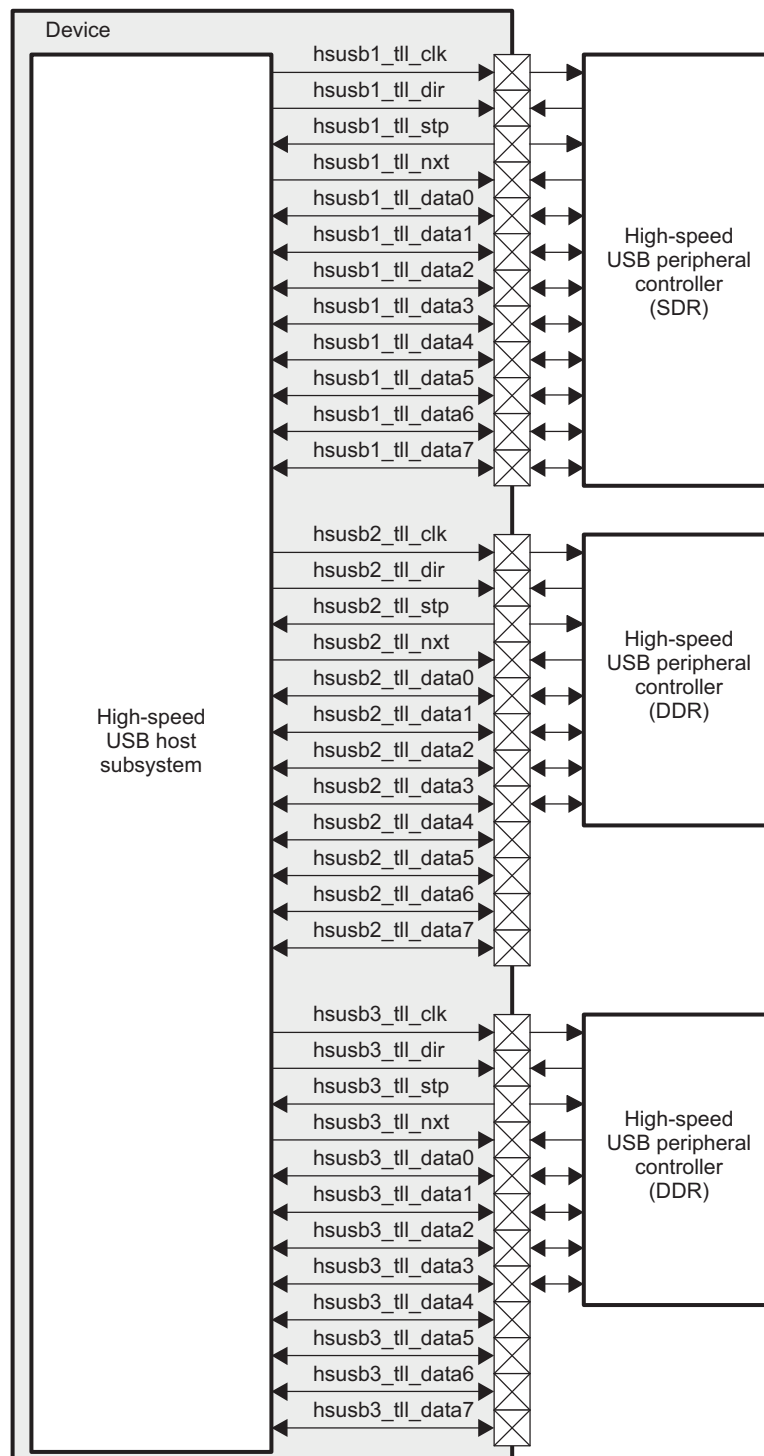 Device
hsusb1_tll_clk
hsusb1_tll_dir
hsusb1_tll_stp
hsusb1_tll_nxt
hsusb1_tll_data0
hsusb1_tll_data1
hsusb1_tll_data2
hsusb1_tll_data3
hsusb1_tll_data4
hsusb1_tll_data5
hsusb1_tll_data6
hsusb1_tll_data7
High-speed
USB peripheral
controller
(SDR)
hsusb2_tll_clk
hsusb2_tll_dir
hsusb2_tll_stp
hsusb2_tll_nxt
hsusb2_tll_data0
hsusb2_tll_data1
hsusb2_tll_data2
hsusb2_tll_data3
hsusb2_tll_data4
hsusb2_tll_data5
hsusb2_tll_data6
hsusb2_tll_data7
High-speed
USB peripheral
controller
(DDR)
High-speed
USB host
subsystem
hsusb3_tll_clk
hsusb3_tll_dir
hsusb3_tll_stp
hsusb3_tll_nxt
hsusb3_tll_data0
hsusb3_tll_data1
hsusb3_tll_data2
hsusb3_tll_data3
hsusb3_tll_data4
hsusb3_tll_data5
hsusb3_tll_data6
hsusb3_tll_data7
High-speed
USB peripheral
controller
(DDR)